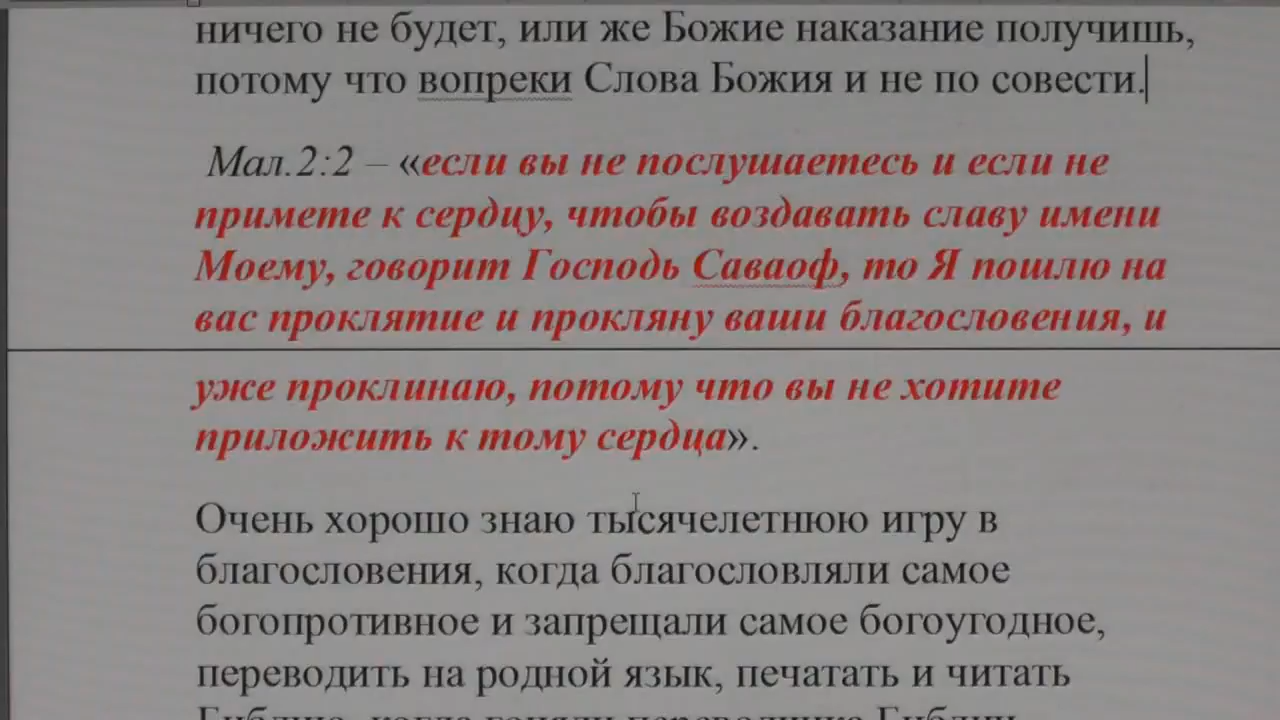 ничего не будет, или же Божие наказание получишь,
потому что вопреки Слова Божия и не по совести.
Мал.2:2 – «если вы не послушаетесь и если не
примете к сердцу, чтобы воздавать славу имени
Моему, говорит Господь Саваоф, то Я пошлю на
вас проклятие и прокляну ваши благословения, и
уже проклинаю, потому что вы не хотите
приложить к тому сердца».
Очень хорошо знаю тысячелетнюю игру в
благословения, когда благословляли самое
богопротивное и запрещали самое богоугодное,
переводить на родной язык, печатать и читать